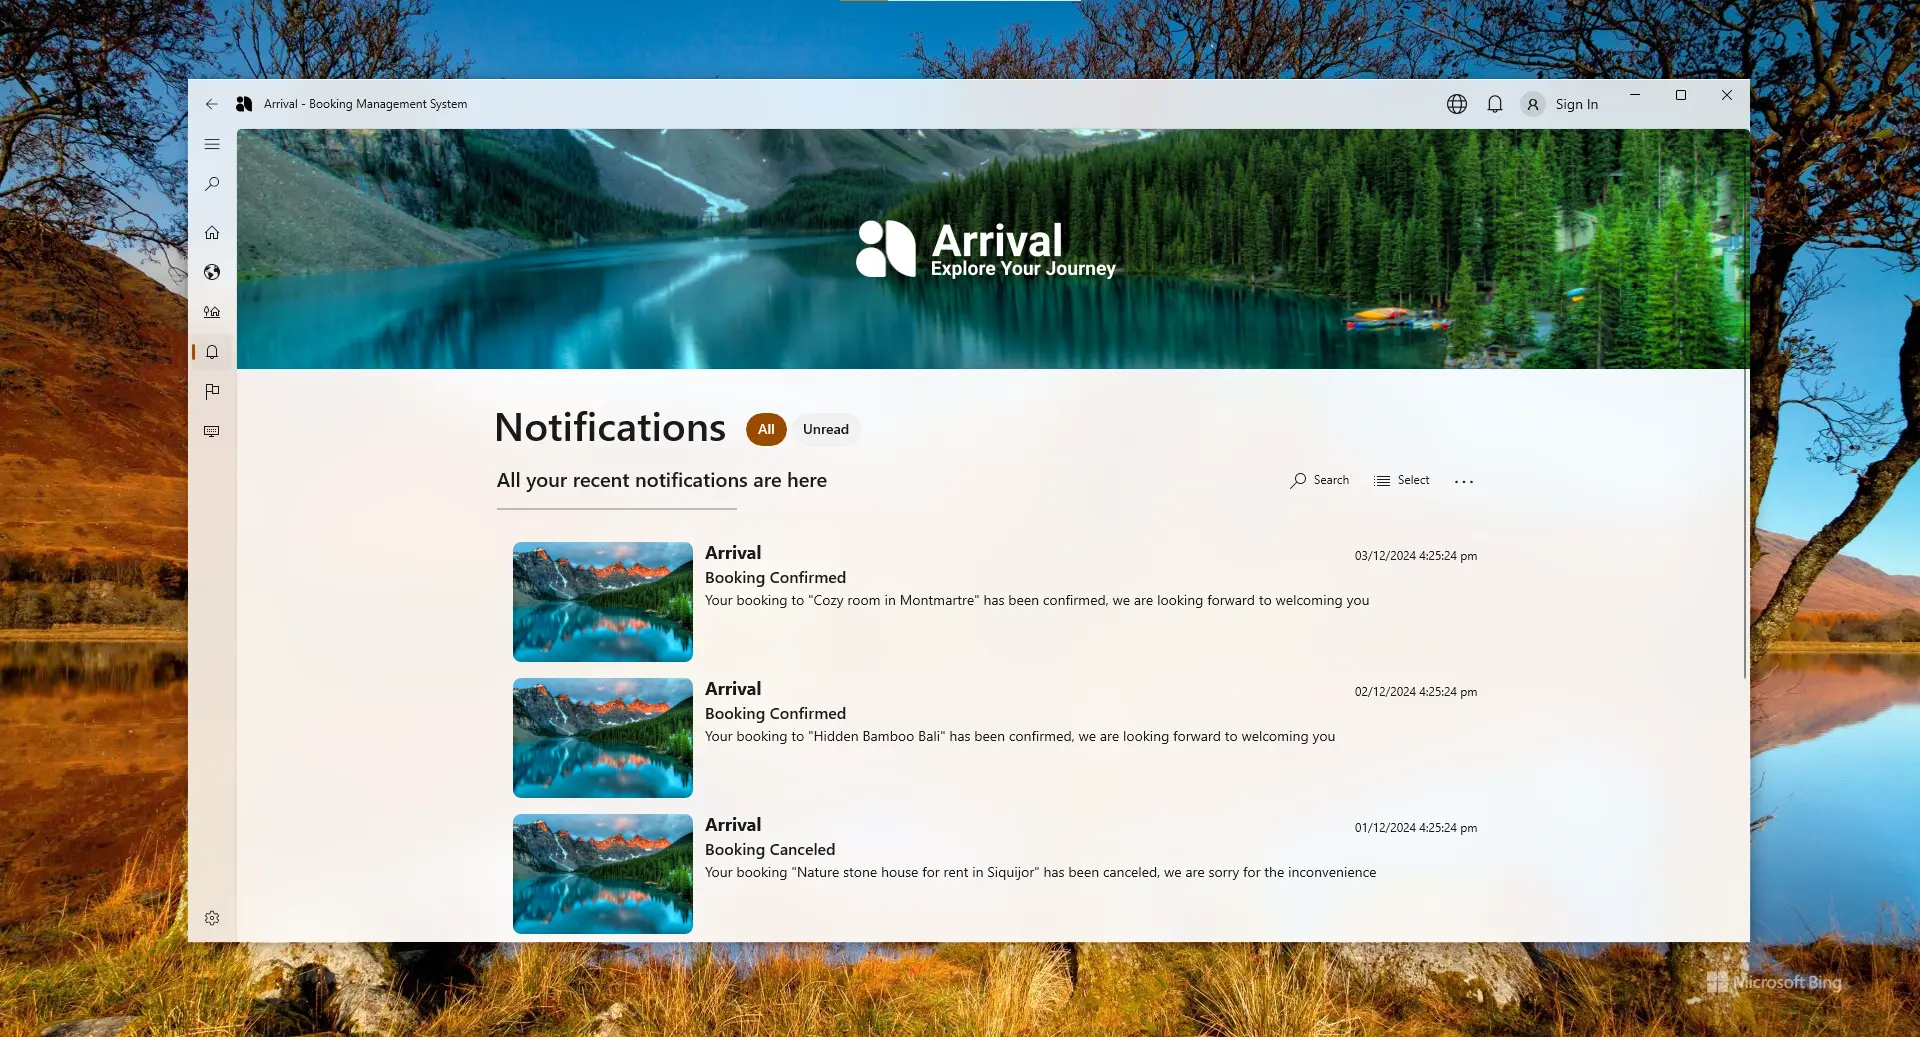 Arrival - Booking Management System
Sign In
Arrival
Explore Your Journey
Notifications
All
Unread
All your recent notifications are here
Search
Select
Arrival
03/12/2024 4:25:24 pm
Booking Confirmed
Your booking to "Cozy room in Montmartre" has been confirmed, we are looking forward to welcoming you
Arrival
02/12/2024 4:25:24 pm
Booking Confirmed
Your booking to "Hidden Bamboo Bali" has been confirmed, we are looking forward to welcoming you
Arrival
01/12/2024 4:25:24 pm
Booking Canceled
Your booking "Nature stone house for rent in Siquijor" has been canceled, we are sorry for the inconvenience
Microsoft Bing